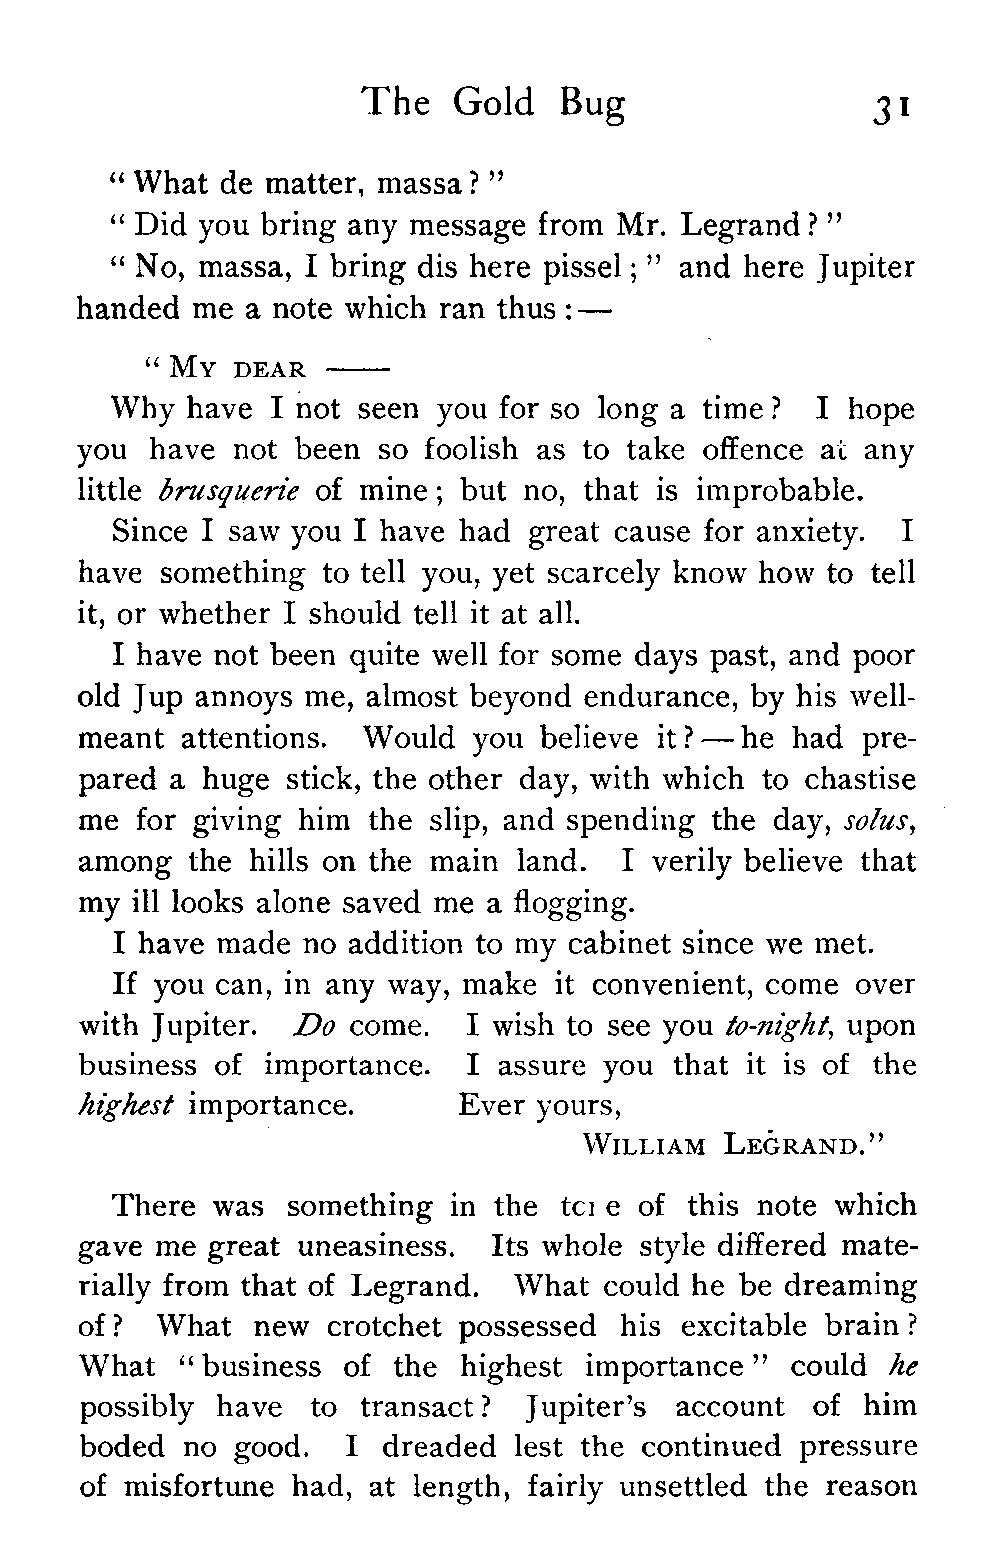 The Gold Bug 31
“ What de matter, massa ? ”
“ Did you bring any message from Mr. Legrand ? ”
“ No, massa, I bring dis here pissel ; ” and here Jupiter
handed me a note which ran thus : —
“ MY DEAR ——
Why have I not seen you for so long a time ? I hope
you have not been so foolish as to take offence at any
little brusquerie of mine ; but no, that is improbable.
Since I saw you I have had great cause for anxiety. I
have something to tell you, yet scarcely know how to tell
it, or whether I should tell it at all.
I have not been quite well for some days past, and poor
old Jup annoys me, almost beyond endurance, by his well-
meant attentions. Would you believe it ? — he had pre-
pared a huge stick, the other day, with which to chastise
me for giving him the slip, and spending the day, solus,
among the hills on the main land. I verily believe that
my ill looks alone saved me a flogging.
I have made no addition to my cabinet since we met.
If you can, in any way, make it convenient, come over
with Jupiter. Do come. I wish to see you to-night, upon
business of importance. I assure you that it is of the
highest importance. Ever yours,
WILLIAM LEGRAND.”
There was something in the of this note which
gave me great uneasiness. Its whole style differed mate-
rially from that of Legrand. What could he be dreaming
of ? What new crotchet possessed his excitable brain ?
What “ business of the highest importance ” could he
possibly have to transact ? Jupiter’s account of him
boded no good. I dreaded lest the continued pressure
of misfortune had, at length, fairly unsettled the reason